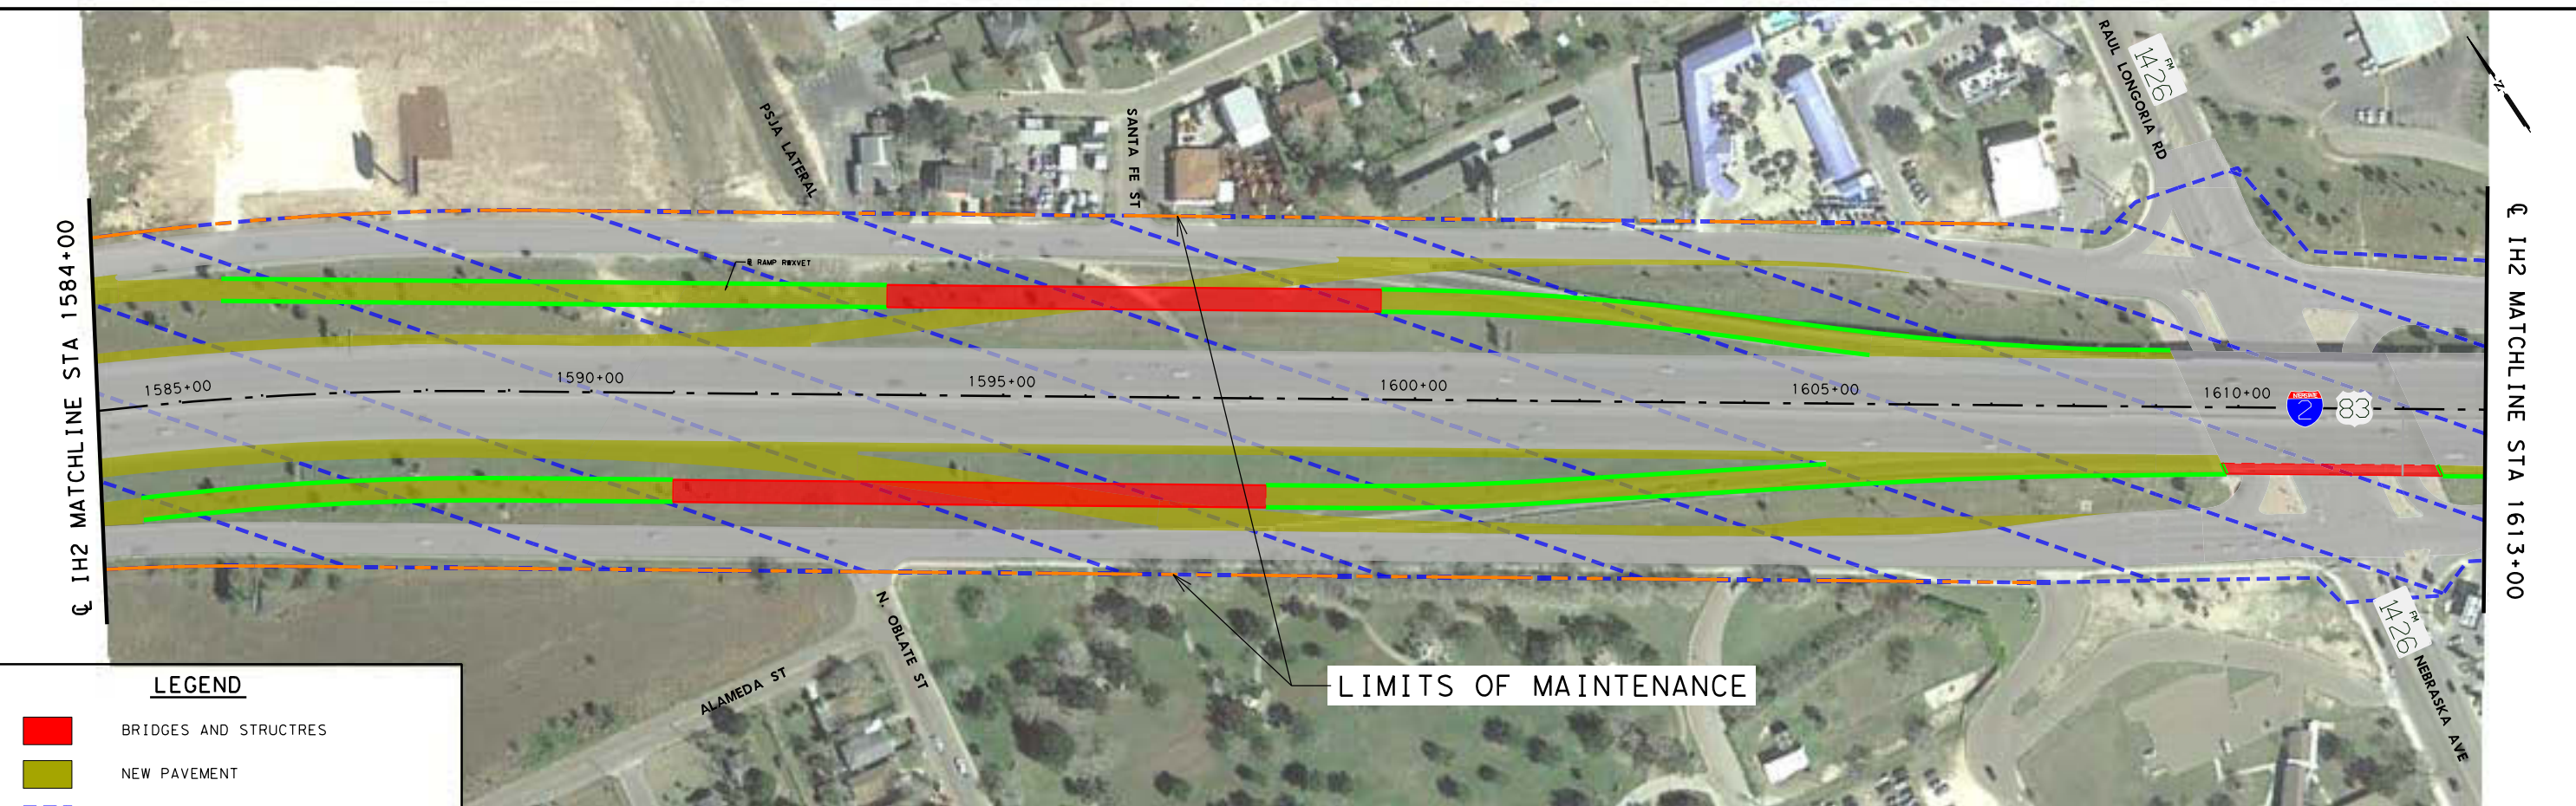 RAUL LONGORIA RD
FM
1426
N
PSJA LATERAL
SANTA FE ST
℄ IH2 MATCHLINE STA 1584+00
℄ IH2 MATCHLINE STA 1613+00
1585+00
1590+00
1595+00
1600+00
1605+00
1610+00
2
83
N. OBLATE ST
ALAMEDA ST
LIMITS OF MAINTENANCE
FM
1426
NEBRASKA AVE
LEGEND
BRIDGES AND STRUCTRES
NEW PAVEMENT